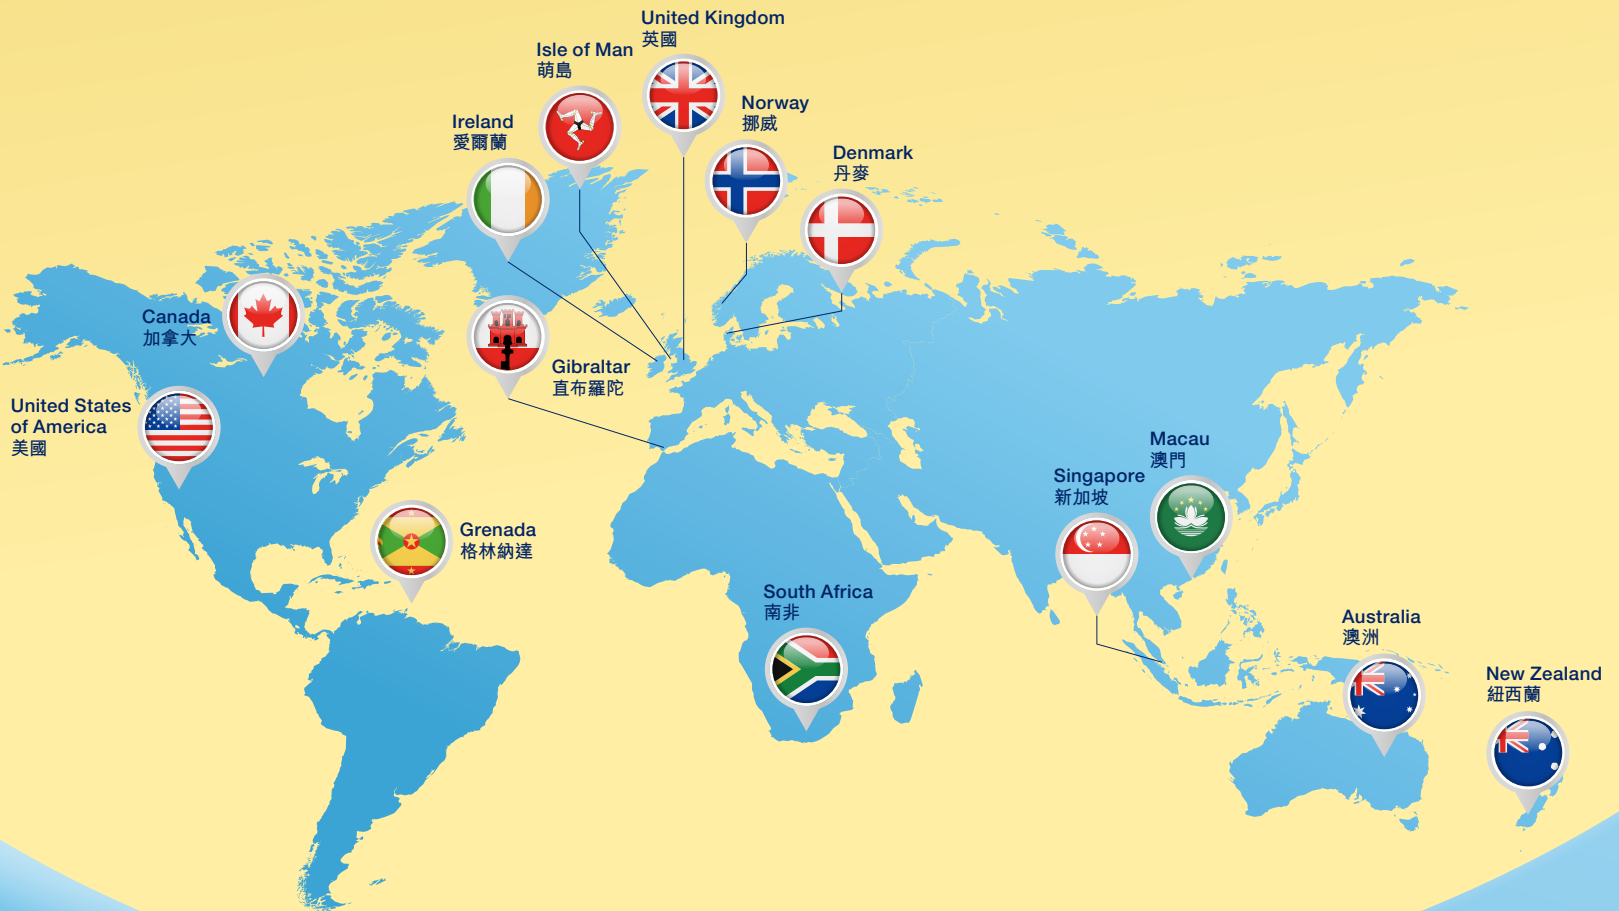 United Kingdom
英國
Isle of Man
萌島
Norway
挪威
Ireland
愛爾蘭
Denmark
丹麥
Canada
加拿大
Gibraltar
直布羅陀
United States
of America
美國
Macau
澳門
Singapore
新加坡
Grenada
格林納達
South Africa
南非
Australia
澳洲
New Zealand
紐西蘭